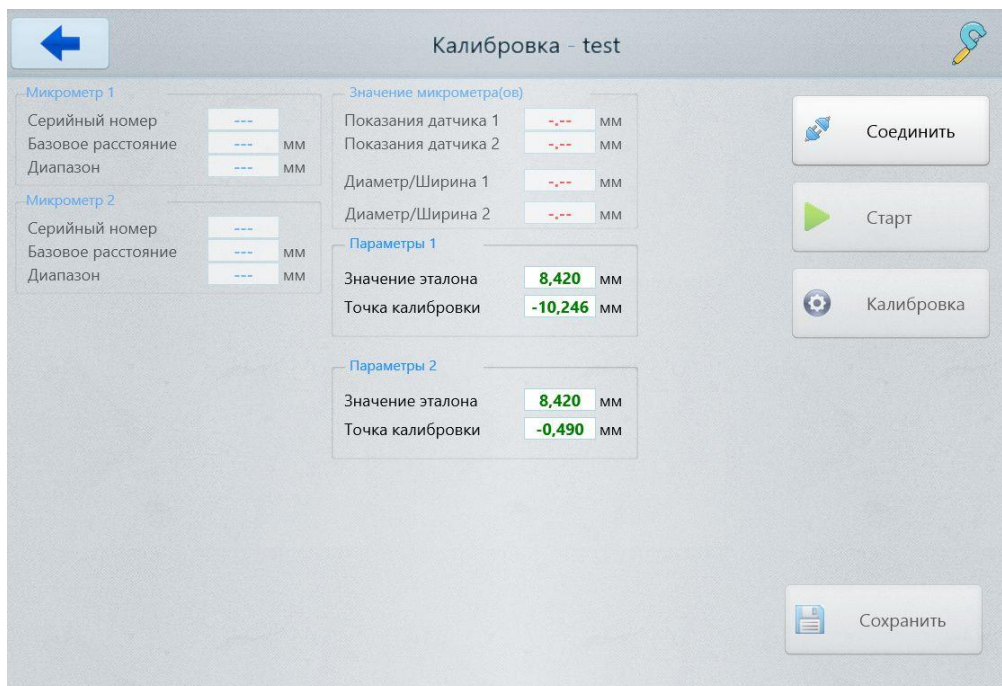 Калибровка - test
Микрометр 1
Серийный номер ---
Базовое расстояние --- мм
Диапазон --- мм
Микрометр 2
Серийный номер ---
Базовое расстояние --- мм
Диапазон --- мм
Значение микрометра(ов)
Показания датчика 1 -.-- мм
Показания датчика 2 -.-- мм
Диаметр/Ширина 1 -.-- мм
Диаметр/Ширина 2 -.-- мм
Параметры 1
Значение эталона 8,420 мм
Точка калибровки -10,246 мм
Параметры 2
Значение эталона 8,420 мм
Точка калибровки -0,490 мм
Соединить
Старт
Калибровка
Сохранить